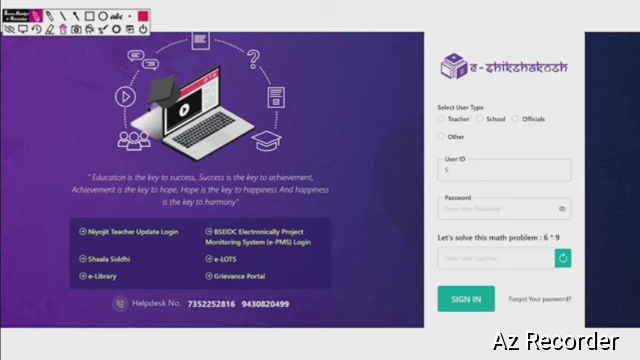 e-shikshakosh
Select User Type
Teacher School Officials
Other
User ID
S
Password
Enter User Password
Let's solve this math problem : 6 * 9
Enter User Captcha
SIGN IN
Forgot Your password?
" Education is the key to success, Success is the key to achievement,
Achievement is the key to hope, Hope is the key to happiness And happiness
is the key to harmony"
Niyojit Teacher Update Login
BSEIDC Electronically Project
Monitoring System (e-PMS) Login
Shaala Siddhi
e-LOTS
e-Library
Grievance Portal
Helpdesk No. 7352252816 9430820499
abc
Az Recorder